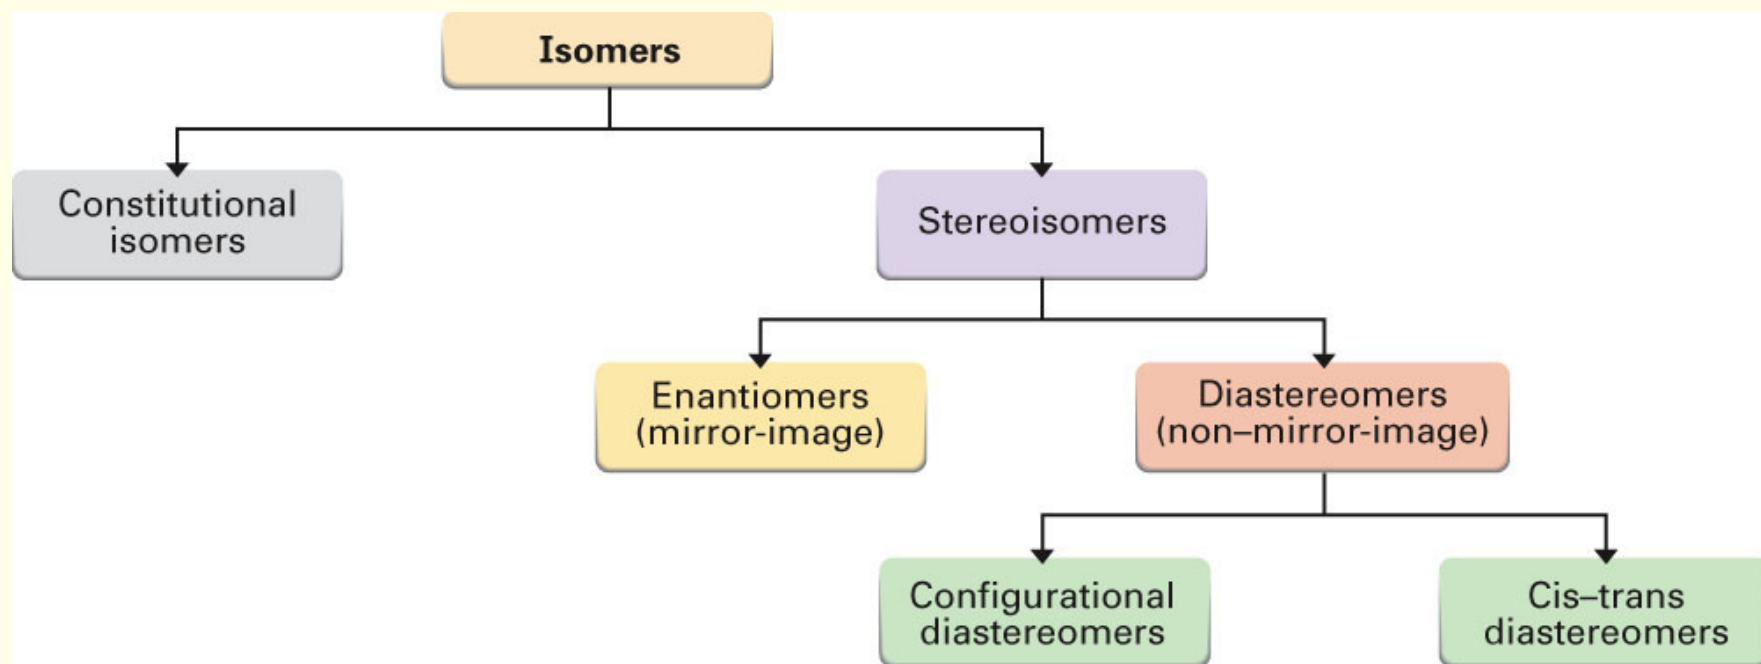 Isomers
Constitutional
isomers
Stereoisomers
Enantiomers
(mirror-image)
Diastereomers
(non–mirror-image)
Configurational
diastereomers
Cis–trans
diastereomers